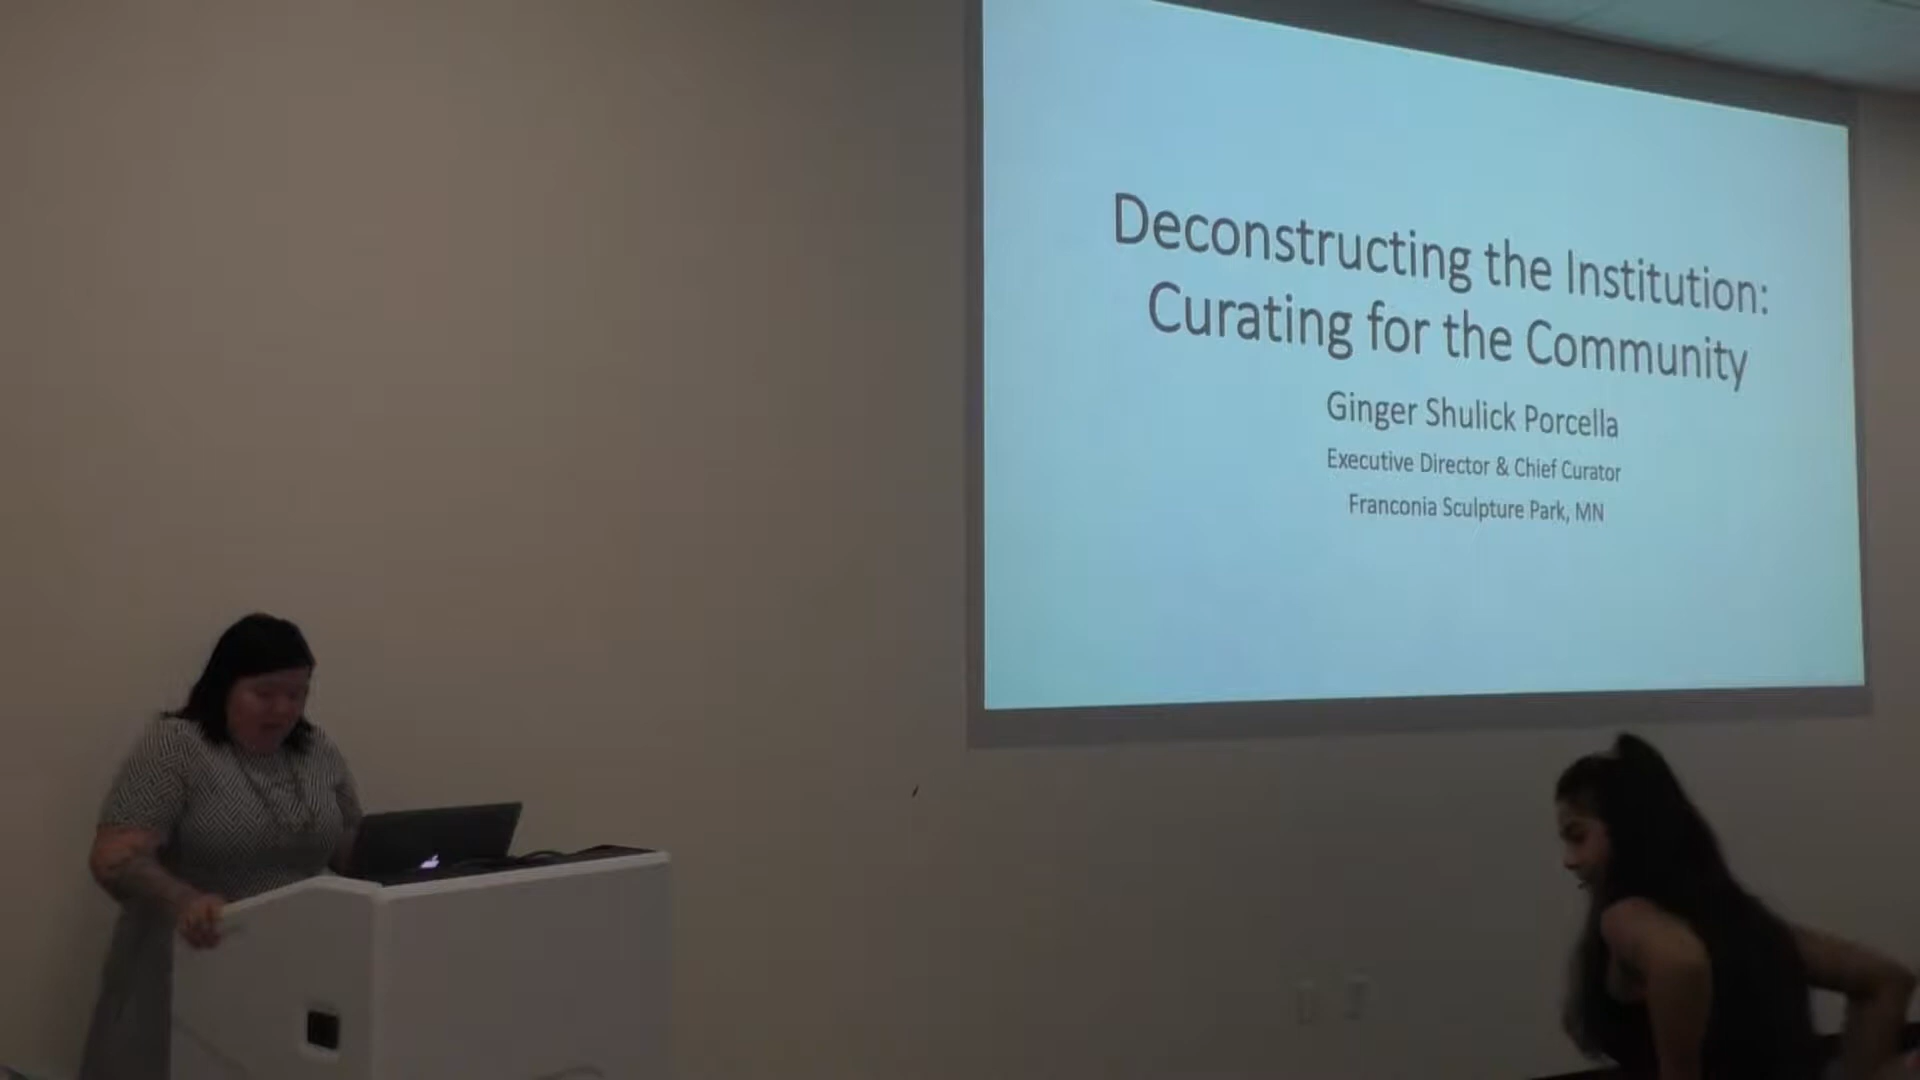 Deconstructing the Institution:
Curating for the Community
Ginger Shulick Porcella
Executive Director & Chief Curator
Franconia Sculpture Park, MN